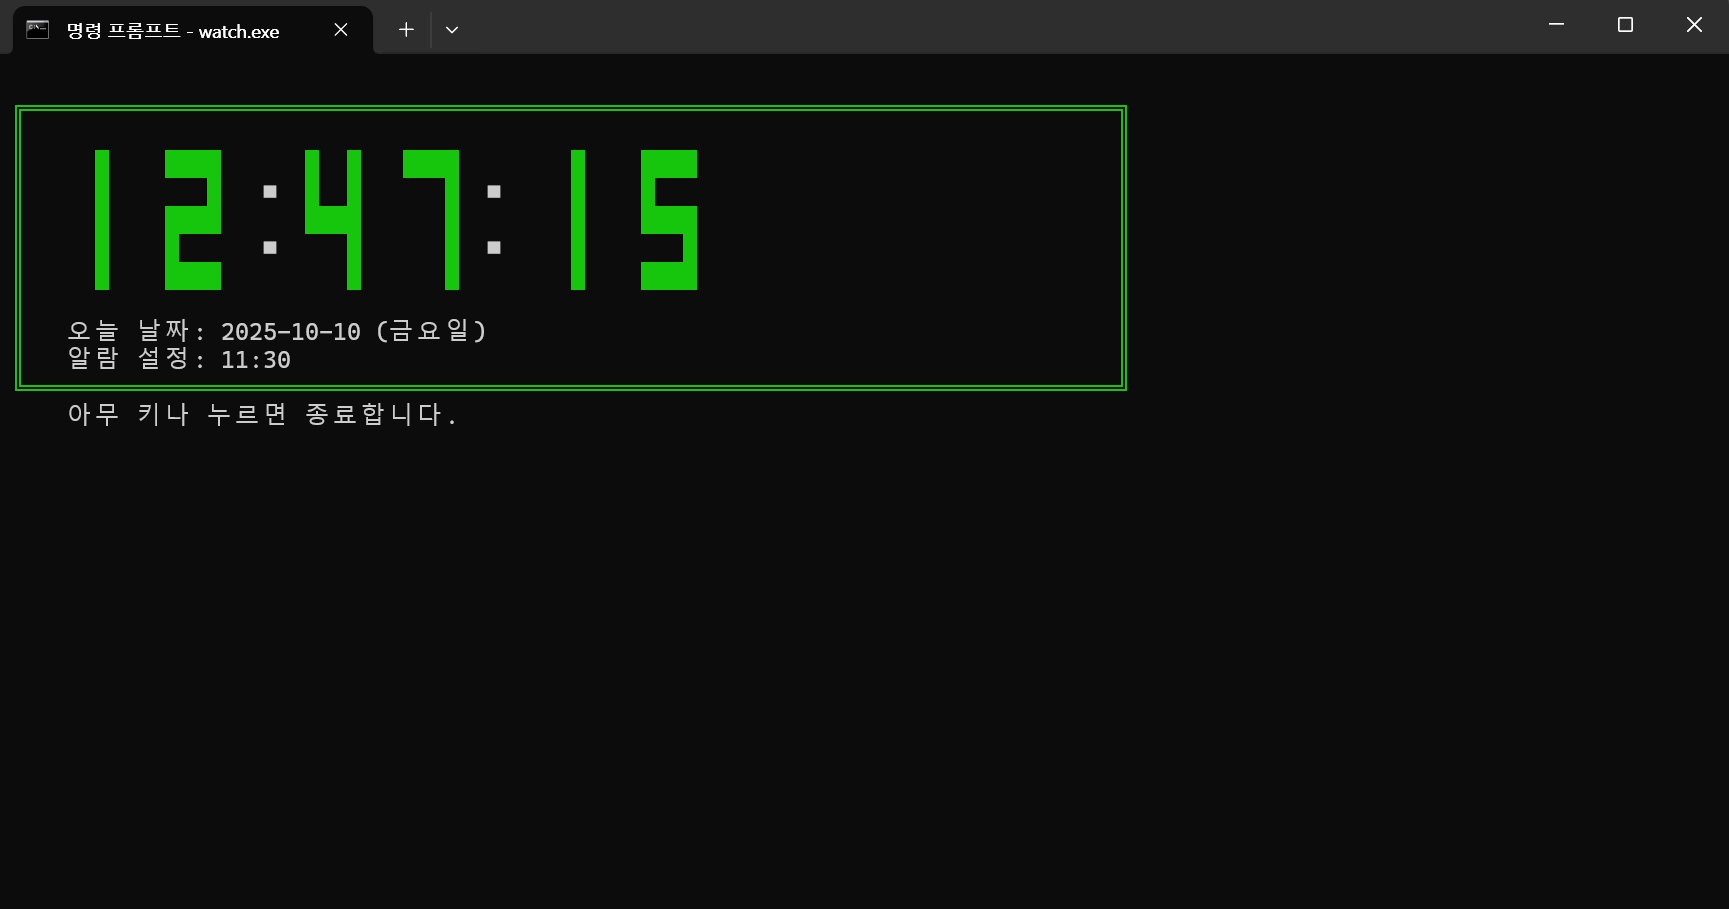 명령 프롬프트 - watch.exe
12:47:15
오늘 날짜: 2025-10-10 (금요일)
알람 설정: 11:30
아무 키나 누르면 종료합니다.